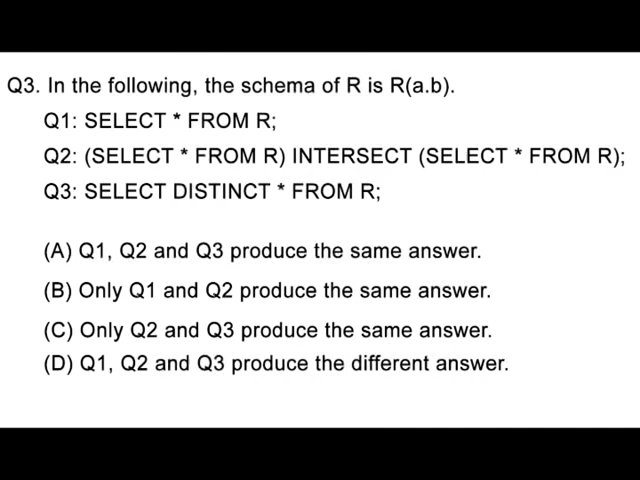 Q3. In the following, the schema of R is R(a.b).
Q1: SELECT * FROM R;
Q2: (SELECT * FROM R) INTERSECT (SELECT * FROM R);
Q3: SELECT DISTINCT * FROM R;
(A) Q1, Q2 and Q3 produce the same answer.
(B) Only Q1 and Q2 produce the same answer.
(C) Only Q2 and Q3 produce the same answer.
(D) Q1, Q2 and Q3 produce the different answer.